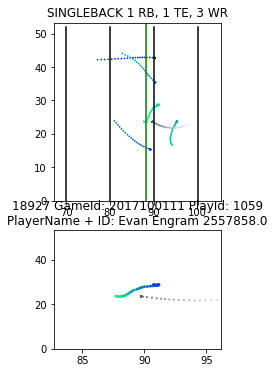 SINGLEBACK 1 RB, 1 TE, 3 WR
50
40
30
20
10
0
70 80 90 100
18927 GameId: 2017100111 PlayId: 1059
PlayerName + ID: Evan Engram 2557858.0
40
20
0
85 90 95